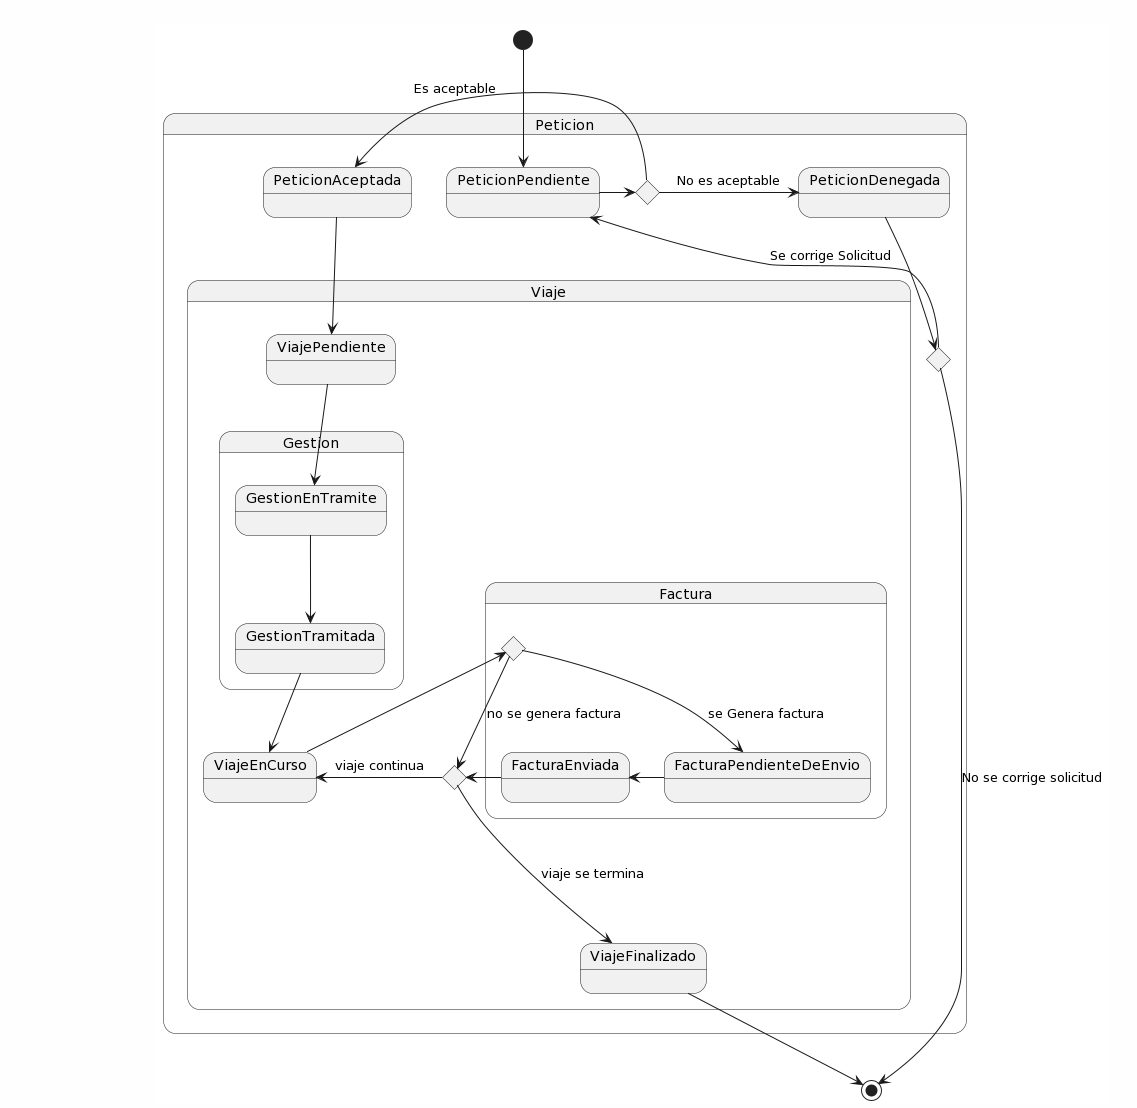 Es aceptable
Peticion
PeticionAceptada
PeticionPendiente
No es aceptable
PeticionDenegada
Se corrige Solicitud
Viaje
ViajePendiente
Gestion
GestionEnTramite
Factura
GestionTramitada
no se genera factura
se Genera factura
ViajeEnCurso
viaje continua
FacturaEnviada
FacturaPendienteDeEnvio
No se corrige solicitud
viaje se termina
ViajeFinalizado